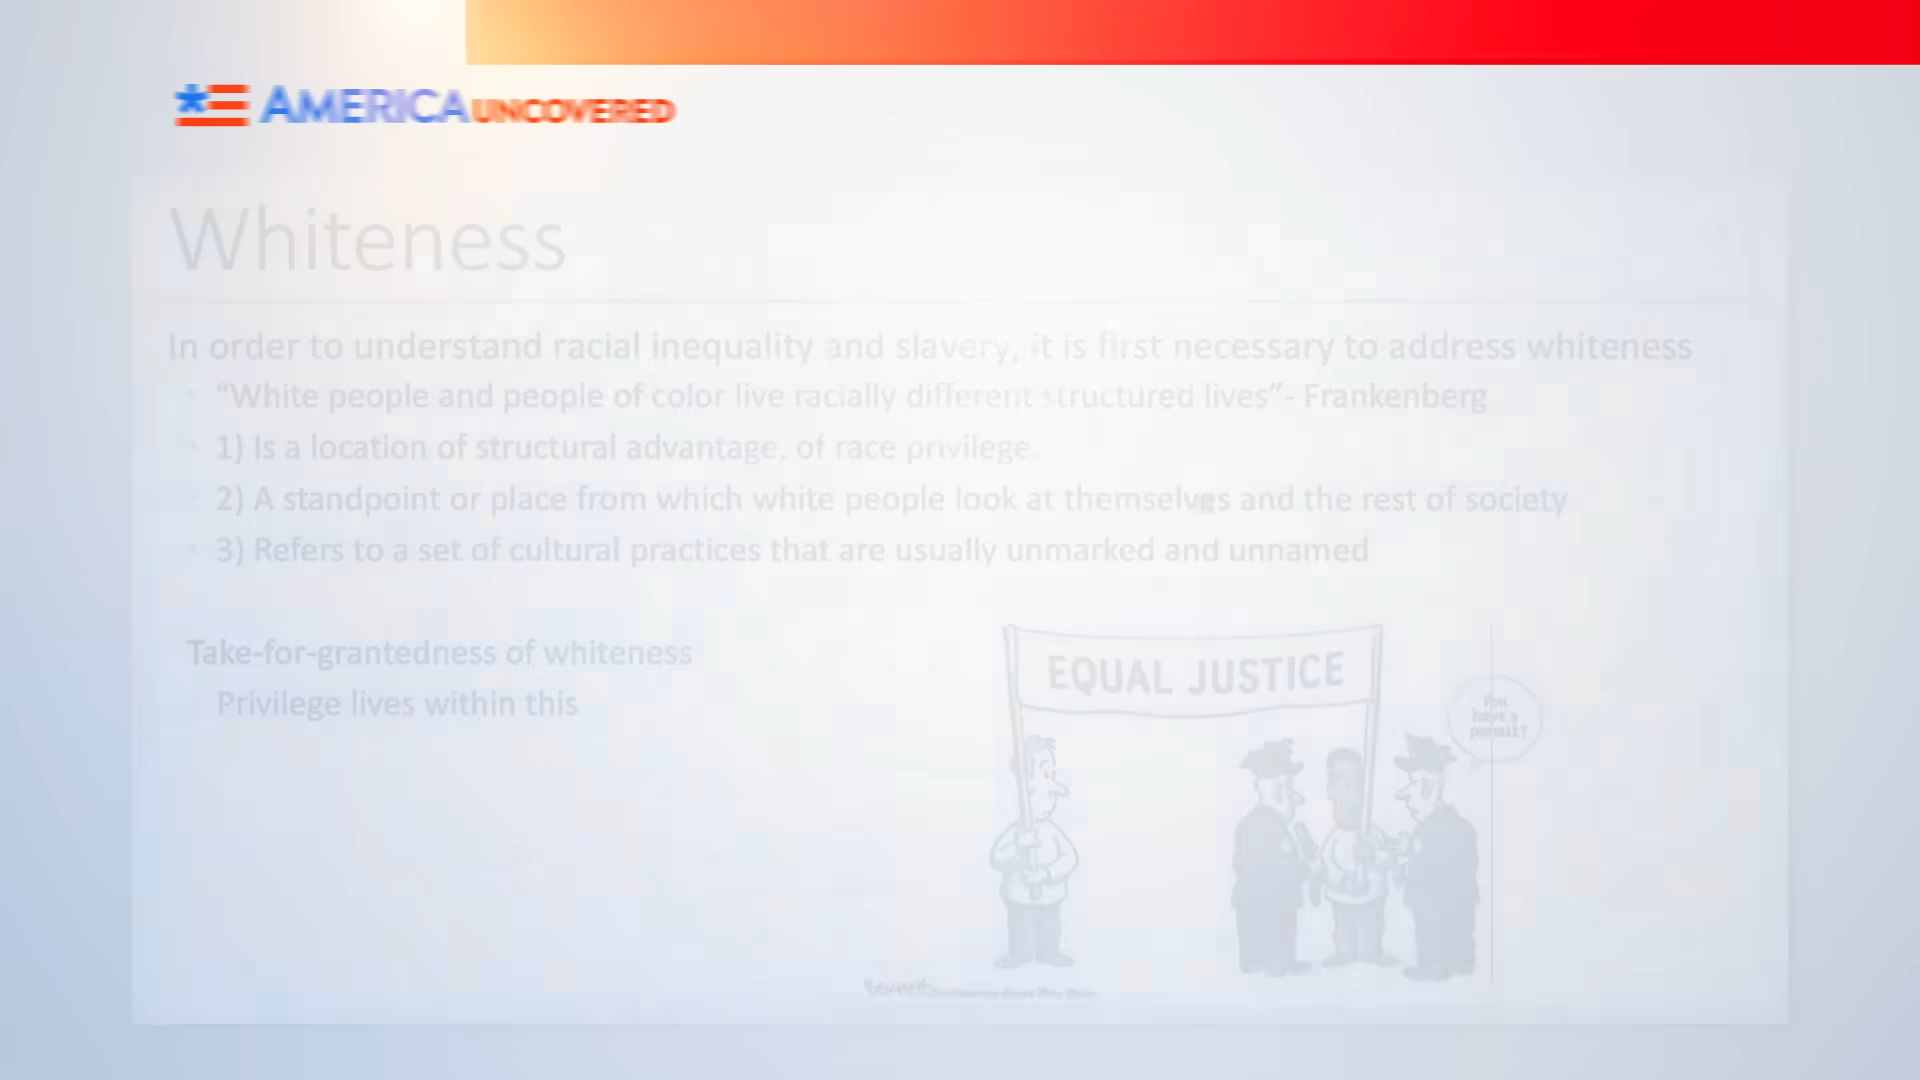 AMERICA UNCOVERED
Whiteness
In order to understand racial inequality and slavery, it is first necessary to address whiteness
“White people and people of color live racially different structured lives”- Frankenberg
1) Is a location of structural advantage, of race privilege.
2) A standpoint or place from which white people look at themselves and the rest of society
3) Refers to a set of cultural practices that are usually unmarked and unnamed
Take-for-grantedness of whiteness
Privilege lives within this
EQUAL JUSTICE
You
have a
permit?